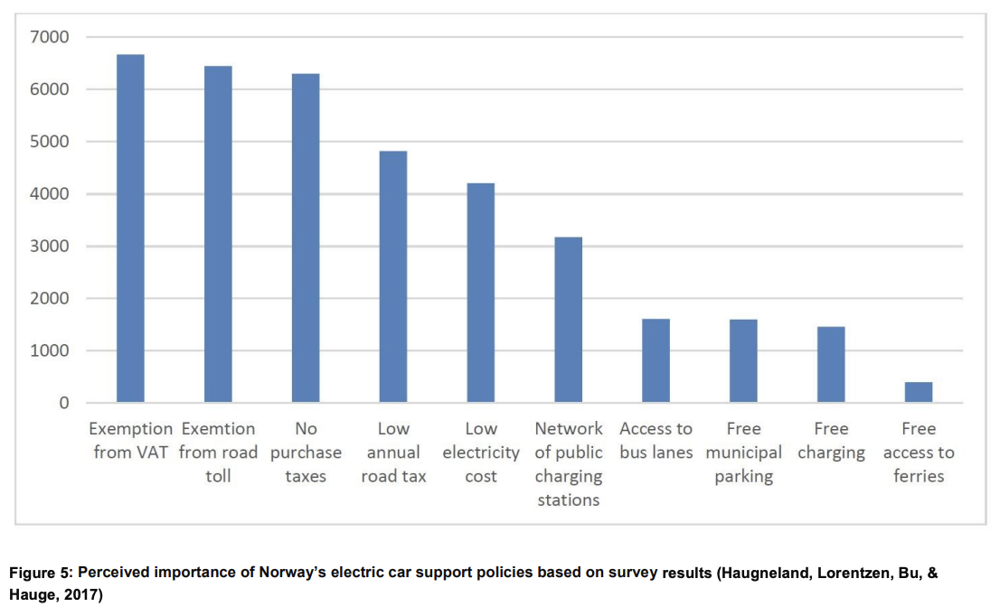 7000
6000
5000
4000
3000
2000
1000
0
Exemption Exemtion No Low Low Network Access to Free Free Free
from VAT from road purchase annual electricity of public bus lanes municipal charging access to
toll taxes road tax cost charging parking ferries
stations
Figure 5: Perceived importance of Norway’s electric car support policies based on survey results (Haugneland, Lorentzen, Bu, &
Hauge, 2017)